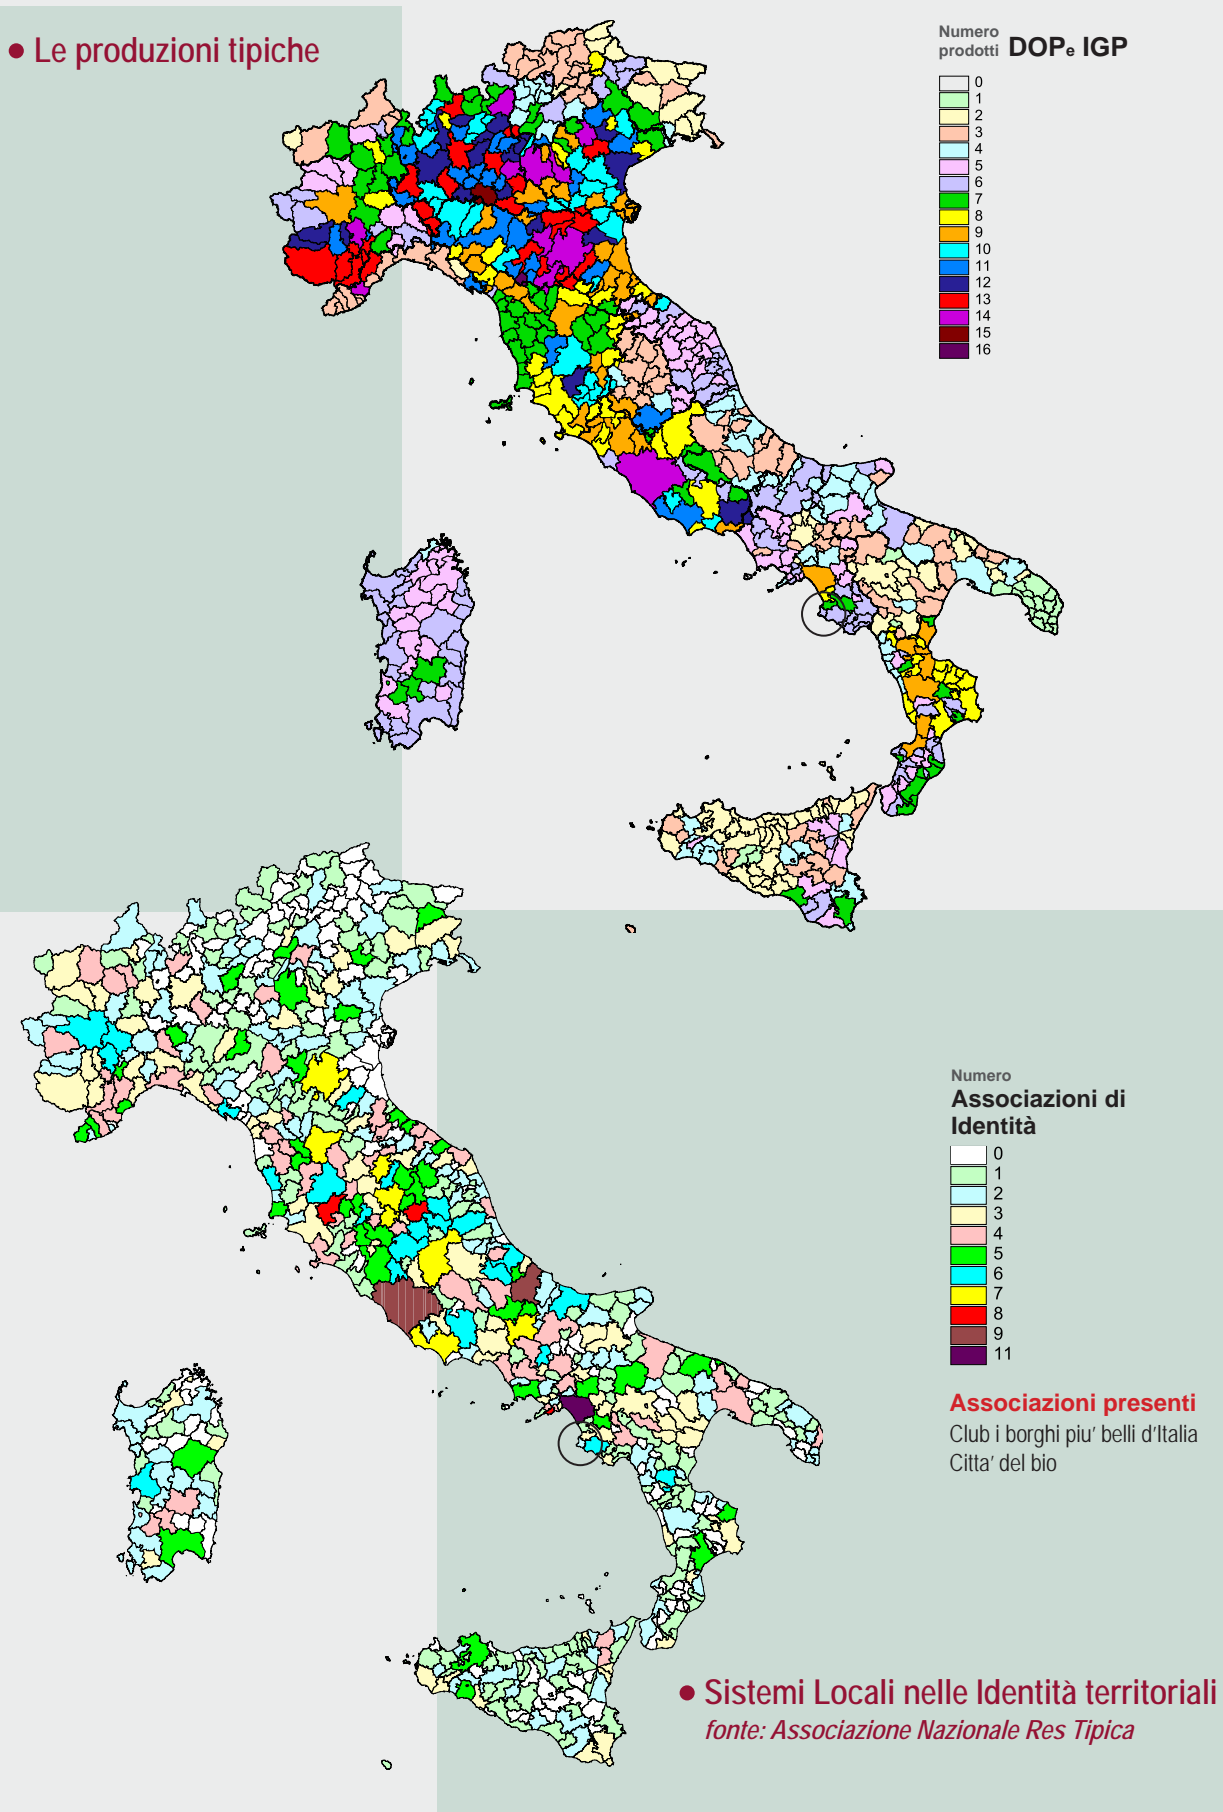 • Le produzioni tipiche
Numero
prodotti DOPe IGP
0
1
2
3
4
5
6
7
8
9
10
11
12
13
14
15
16
Numero
Associazioni di
Identità
0
1
2
3
4
5
6
7
8
9
11
Associazioni presenti
Club i borghi piu' belli d'Italia
Citta' del bio
• Sistemi Locali nelle Identità territoriali
fonte: Associazione Nazionale Res Tipica